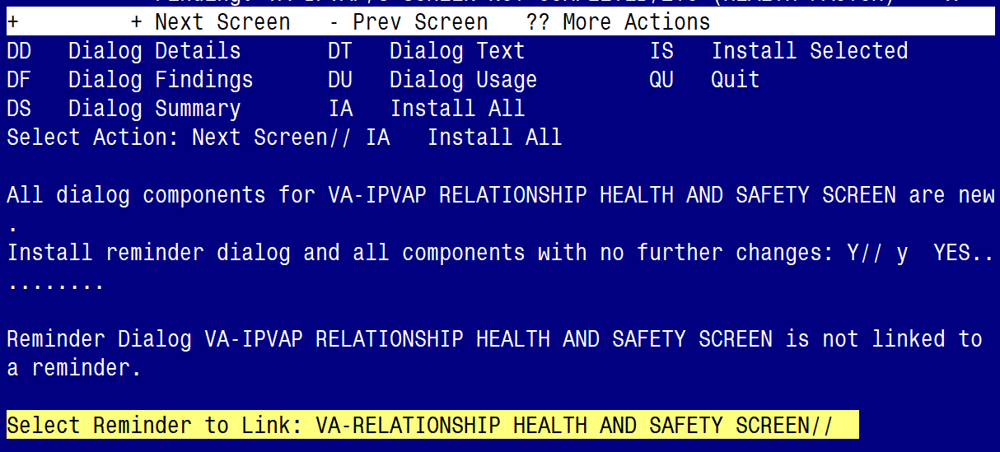 + + Next Screen - Prev Screen ?? More Actions
DD Dialog Details DT Dialog Text IS Install Selected
DF Dialog Findings DU Dialog Usage QU Quit
DS Dialog Summary IA Install All
Select Action: Next Screen// IA Install All
All dialog components for VA-IPVAP RELATIONSHIP HEALTH AND SAFETY SCREEN are new
.
Install reminder dialog and all components with no further changes: Y// y YES..
........
Reminder Dialog VA-IPVAP RELATIONSHIP HEALTH AND SAFETY SCREEN is not linked to
a reminder.
Select Reminder to Link: VA-RELATIONSHIP HEALTH AND SAFETY SCREEN//